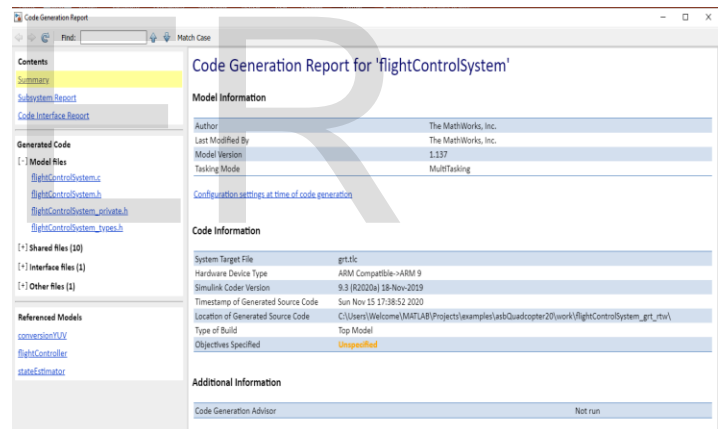 Code Generation Report
Find: Match Case
Contents
Summary
Subsystem Report
Code Interface Report
Generated Code
[-] Model files
flightControlSystem.c
flightControlSystem.h
flightControlSystem_private.h
flightControlSystem_types.h
[+] Shared files (10)
[+] Interface files (1)
[+] Other files (1)
Referenced Models
conversionYUV
flightController
stateEstimator
Code Generation Report for 'flightControlSystem'
Model Information
Author The MathWorks, Inc.
Last Modified By The MathWorks, Inc.
Model Version 1.137
Tasking Mode MultiTasking
Configuration settings at time of code generation
Code Information
System Target File grt.tlc
Hardware Device Type ARM Compatible->ARM 9
Simulink Coder Version 9.3 (R2020a) 18-Nov-2019
Timestamp of Generated Source Code Sun Nov 15 17:38:52 2020
Location of Generated Source Code C:\Users\Welcome\MATLAB\Projects\examples\asbQuadcopter20\work\flightControlSystem_grt_rtw\
Type of Build Top Model
Objectives Specified Unspecified
Additional Information
Code Generation Advisor Not run